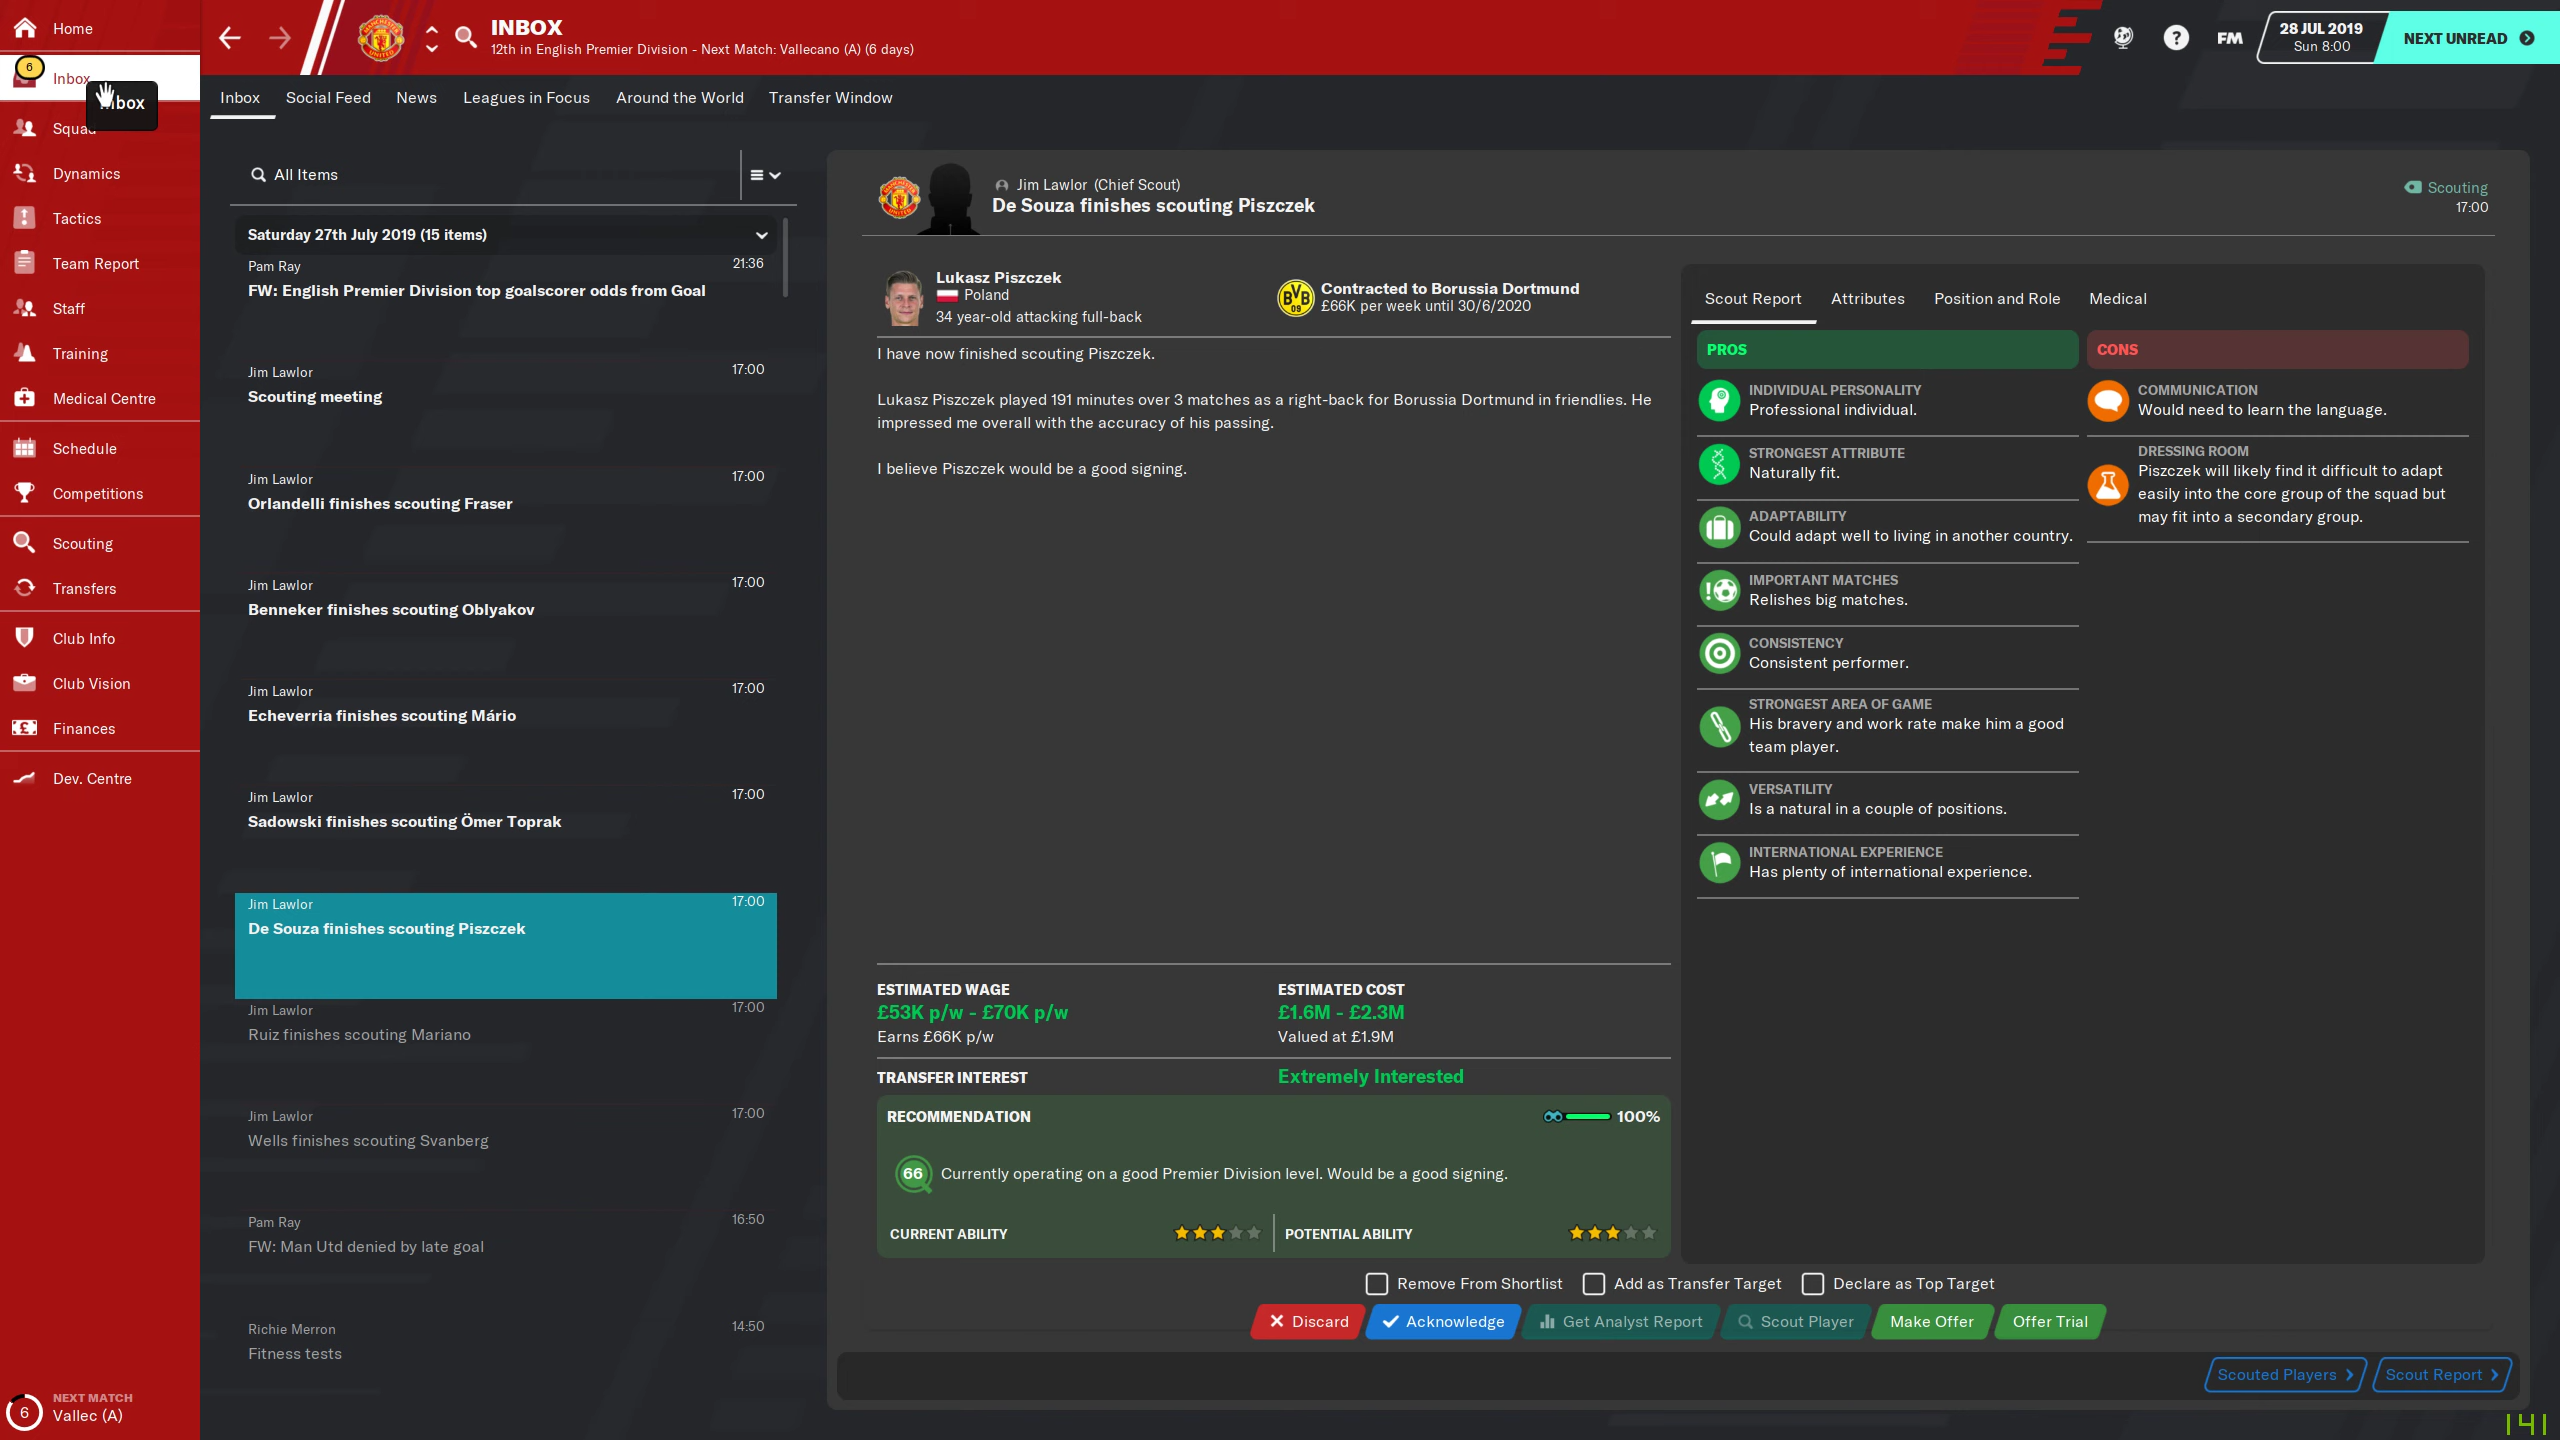 Home
6
Inbox
Inbox
Squad
Dynamics
Tactics
Team Report
Staff
Training
Medical Centre
Schedule
Competitions
Scouting
Transfers
Club Info
Club Vision
Finances
Dev. Centre
6
NEXT MATCH
Vallec (A)
INBOX
12th in English Premier Division - Next Match: Vallecano (A) (6 days)
FM
28 JUL 2019
Sun 8:00
NEXT UNREAD
Inbox Social Feed News Leagues in Focus Around the World Transfer Window
All Items
Saturday 27th July 2019 (15 items)
Pam Ray 21:36
FW: English Premier Division top goalscorer odds from Goal
Jim Lawlor 17:00
Scouting meeting
Jim Lawlor 17:00
Orlandelli finishes scouting Fraser
Jim Lawlor 17:00
Benneker finishes scouting Oblyakov
Jim Lawlor 17:00
Echeverria finishes scouting Mário
Jim Lawlor 17:00
Sadowski finishes scouting Ömer Toprak
Jim Lawlor 17:00
De Souza finishes scouting Piszczek
Jim Lawlor 17:00
Ruiz finishes scouting Mariano
Jim Lawlor 17:00
Wells finishes scouting Svanberg
Pam Ray 16:50
FW: Man Utd denied by late goal
Richie Merron 14:50
Fitness tests
Jim Lawlor (Chief Scout)
De Souza finishes scouting Piszczek
Scouting
17:00
Lukasz Piszczek
Poland
34 year-old attacking full-back
BVB
09
Contracted to Borussia Dortmund
£66K per week until 30/6/2020
I have now finished scouting Piszczek.
Lukasz Piszczek played 191 minutes over 3 matches as a right-back for Borussia Dortmund in friendlies. He
impressed me overall with the accuracy of his passing.
I believe Piszczek would be a good signing.
ESTIMATED WAGE
£53K p/w - £70K p/w
Earns £66K p/w
ESTIMATED COST
£1.6M - £2.3M
Valued at £1.9M
TRANSFER INTEREST Extremely Interested
RECOMMENDATION 100%
66 Currently operating on a good Premier Division level. Would be a good signing.
CURRENT ABILITY POTENTIAL ABILITY
Scout Report Attributes Position and Role Medical
PROS
INDIVIDUAL PERSONALITY
Professional individual.
STRONGEST ATTRIBUTE
Naturally fit.
ADAPTABILITY
Could adapt well to living in another country.
IMPORTANT MATCHES
Relishes big matches.
CONSISTENCY
Consistent performer.
STRONGEST AREA OF GAME
His bravery and work rate make him a good
team player.
VERSATILITY
Is a natural in a couple of positions.
INTERNATIONAL EXPERIENCE
Has plenty of international experience.
CONS
COMMUNICATION
Would need to learn the language.
DRESSING ROOM
Piszczek will likely find it difficult to adapt
easily into the core group of the squad but
may fit into a secondary group.
Remove From Shortlist Add as Transfer Target Declare as Top Target
Discard Acknowledge Get Analyst Report Scout Player Make Offer Offer Trial
Scouted Players Scout Report
141